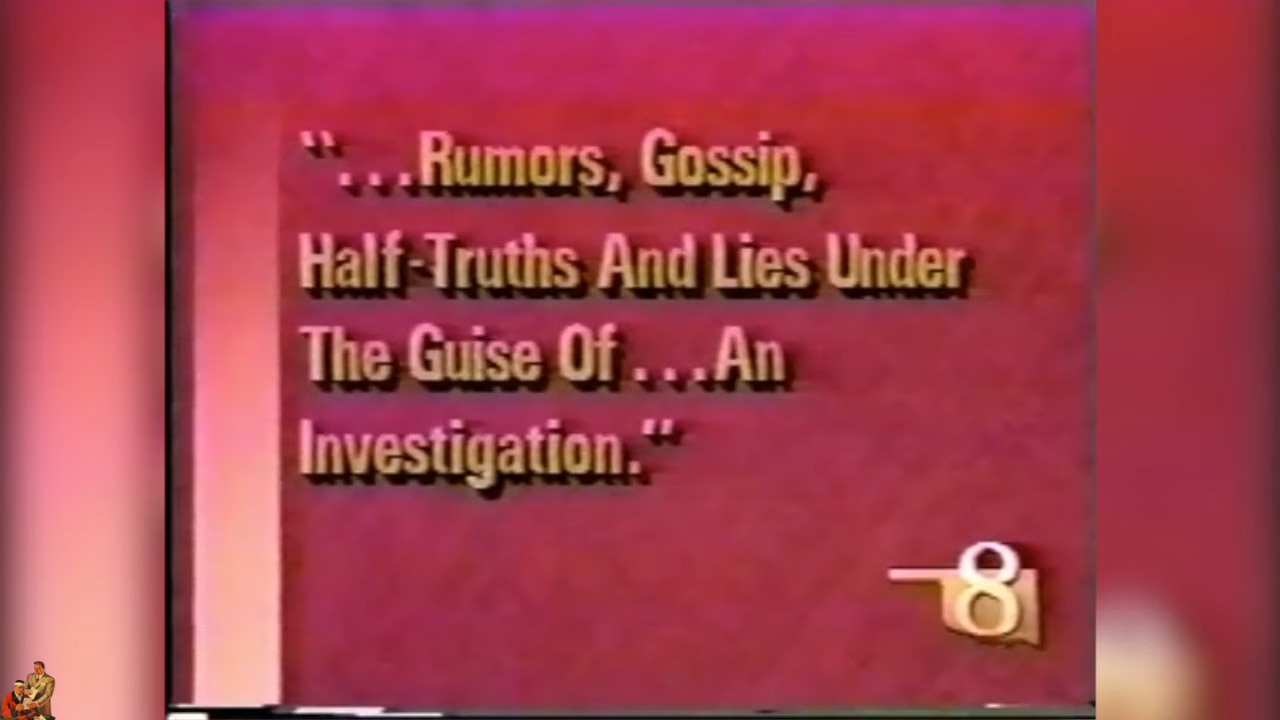 “...Rumors, Gossip,
Half-Truths And Lies Under
The Guise Of ...An
Investigation.“
8